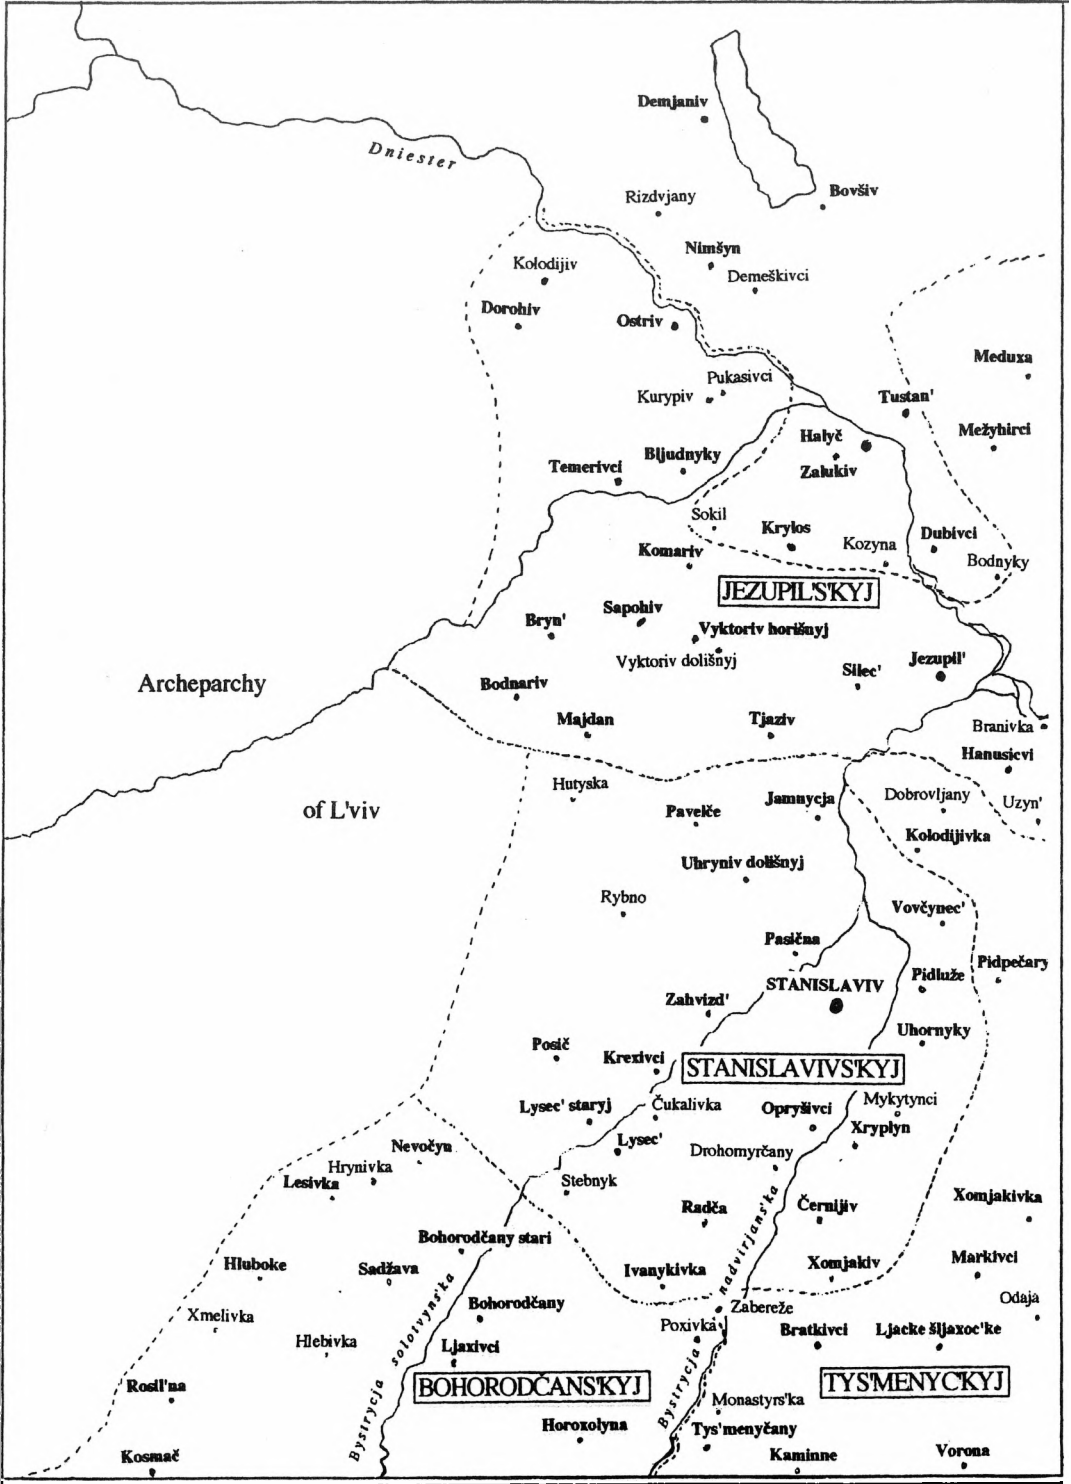 Demjaniv
Dniester
Bovšiv
Rizdvjany
Nimšyn
Demeškivci
Kołodijiv
Dorohiv
Ostriv
Meduxa
Pukasivci
Kurypiv
Tustan'
Mežyhirci
Halyč
Zalukiv
Bljudnyky
Temerivci
Sokil
Krylos
Kozyna
Dubivci
Bodnyky
Komariv
JEZUPIL'S'KYJ
Sapohiv
Bryn'
Vyktoriv horišnyj
Vyktoriv dolišnyj
Silec'
Jezupil'
Archeparchy
Bodnariv
Majdan
Tjaziv
Branivka
Hanusicvi
Hutyska
Dobrovljany
Uzyn'
of L'viv
Pavelče
Jamnycja
Kolodijivka
Uhryniv dolišnyj
Rybno
Vovčynec'
Pasična
Pidpečary
STANISLAVIV
Pidluže
Zahvizd'
Uhornyky
Posič
Krexivci
STANISLAVIVS'KYJ
Lysec' staryj
Čukalivka
Opryšivci
Mykytynci
Xryplyn
Lysec'
Nevočyn
Hrynivka
Lesivka
Drohomyrčany
Stebnyk
Radča
Černijiv
Xomjakivka
Bohorodčany stari
Hluboke
Sadžava
Ivanykivka
Xomjakiv
Markivci
Odaja
Bystrycja solotvyns'ka
Bystrycja nadvirjans'ka
Bohorodčany
Zabereže
Xmelivka
Hlebivka
Ljaxivci
Poxivka
Bratkivci
Ljacke šljaxoc'ke
Rosil'na
BOHORODČANS'KYJ
TYS'MENYC'KYJ
Monastyrs'ka
Horoxolyna
Tys'menyčany
Kosmač
Kaminne
Vorona